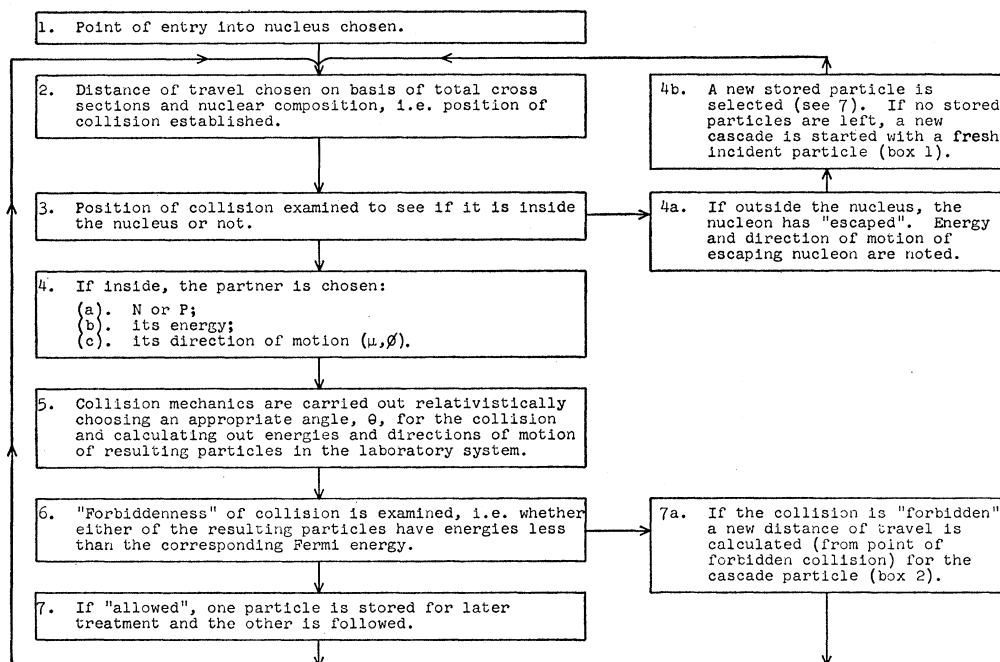 1. Point of entry into nucleus chosen.
2. Distance of travel chosen on basis of total cross
sections and nuclear composition, i.e. position of
collision established.
4b. A new stored particle is
selected (see 7). If no stored
particles are left, a new
cascade is started with a fresh
incident particle (box 1).
3. Position of collision examined to see if it is inside
the nucleus or not.
4a. If outside the nucleus, the
nucleon has "escaped". Energy
and direction of motion of
escaping nucleon are noted.
4. If inside, the partner is chosen:
(a). N or P;
(b). its energy;
(c). its direction of motion (μ,Ø).
5. Collision mechanics are carried out relativistically
choosing an appropriate angle, θ, for the collision
and calculating out energies and directions of motion
of resulting particles in the laboratory system.
6. "Forbiddenness" of collision is examined, i.e. whether
either of the resulting particles have energies less
than the corresponding Fermi energy.
7a. If the collision is "forbidden"
a new distance of travel is
calculated (from point of
forbidden collision) for the
cascade particle (box 2).
7. If "allowed", one particle is stored for later
treatment and the other is followed.